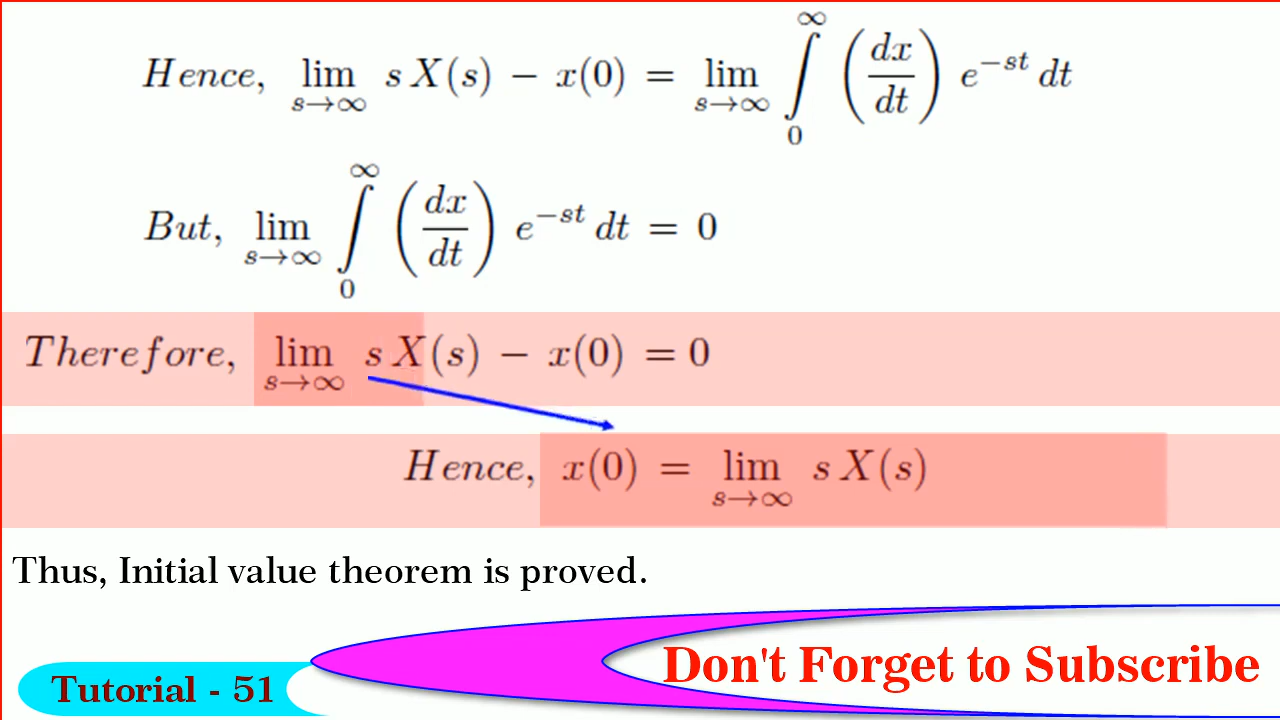 Hence, lim s→∞ s X(s) − x(0) = lim s→∞ ∫₀^∞ (dx/dt) e^−st dt
But, lim s→∞ ∫₀^∞ (dx/dt) e^−st dt = 0
Therefore, lim s→∞ s X(s) − x(0) = 0
Hence, x(0) = lim s→∞ s X(s)
Thus, Initial value theorem is proved.
Don't Forget to Subscribe
Tutorial - 51